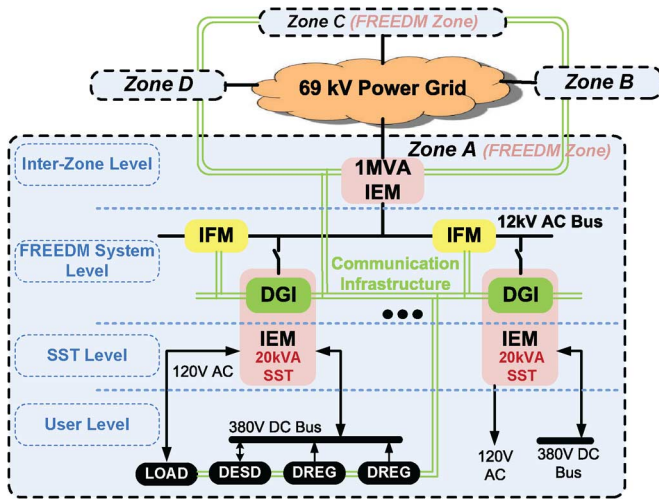 Zone C (FREEDM Zone)
Zone D
69 kV Power Grid
Zone B
Zone A (FREEDM Zone)
Inter-Zone Level
1MVA
IEM
12kV AC Bus
IFM
IFM
FREEDM System
Level
Communication
Infrastructure
DGI
DGI
IEM
20kVA
SST
IEM
20kVA
SST
SST Level
120V AC
User Level
380V DC Bus
120V
AC
380V DC
Bus
LOAD
DESD
DREG
DREG